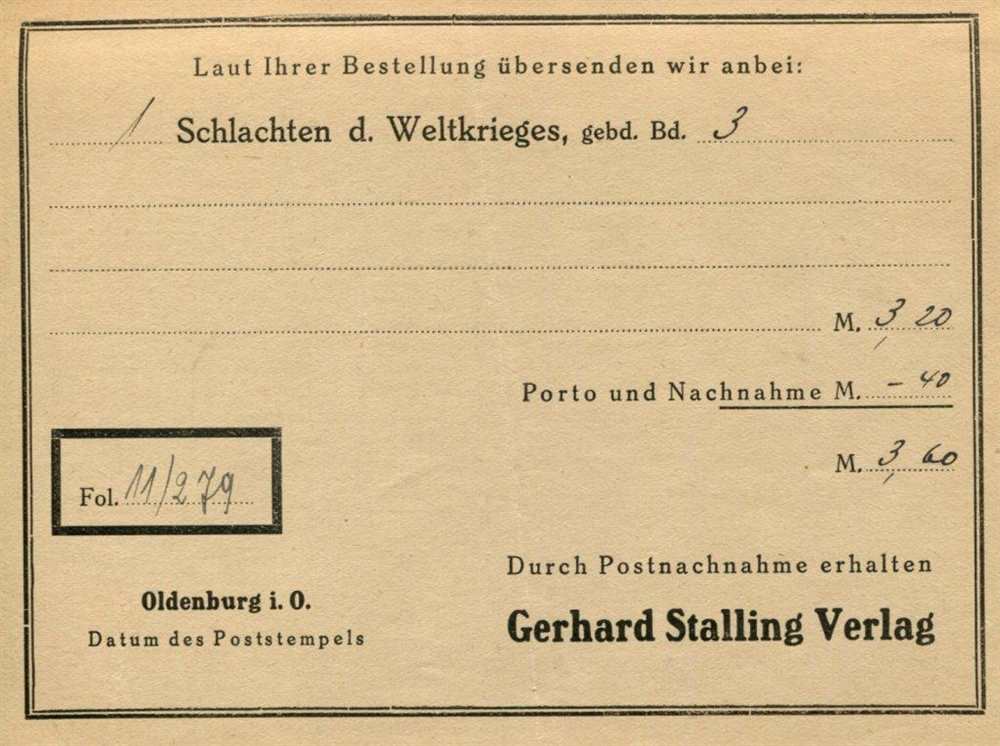 Laut Ihrer Bestellung übersenden wir anbei:
1 Schlachten d. Weltkrieges, gebd. Bd. 3
M. 3,20
Porto und Nachnahme M. – 40
M. 3,60
Fol. 11/279
Durch Postnachnahme erhalten
Oldenburg i. O.
Gerhard Stalling Verlag
Datum des Poststempels